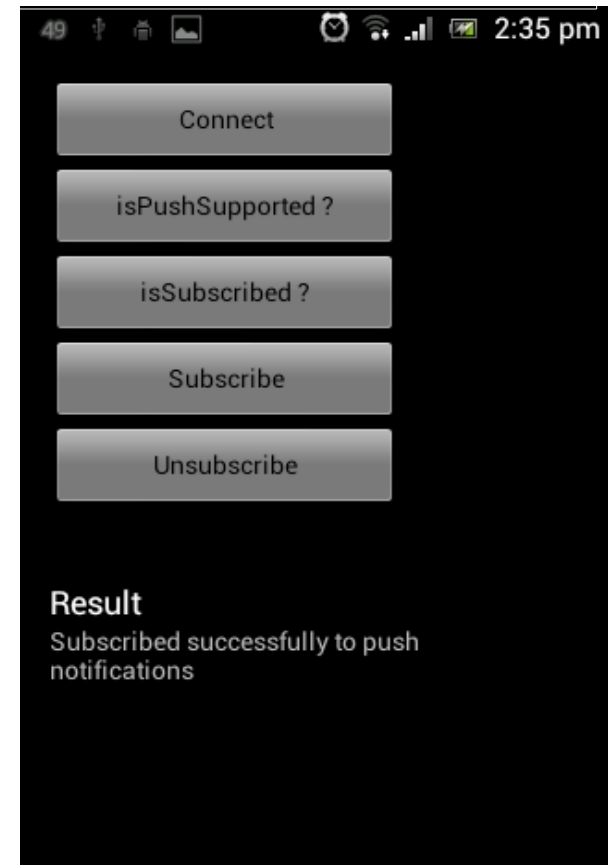 49 2:35 pm
Connect
isPushSupported ?
isSubscribed ?
Subscribe
Unsubscribe
Result
Subscribed successfully to push
notifications